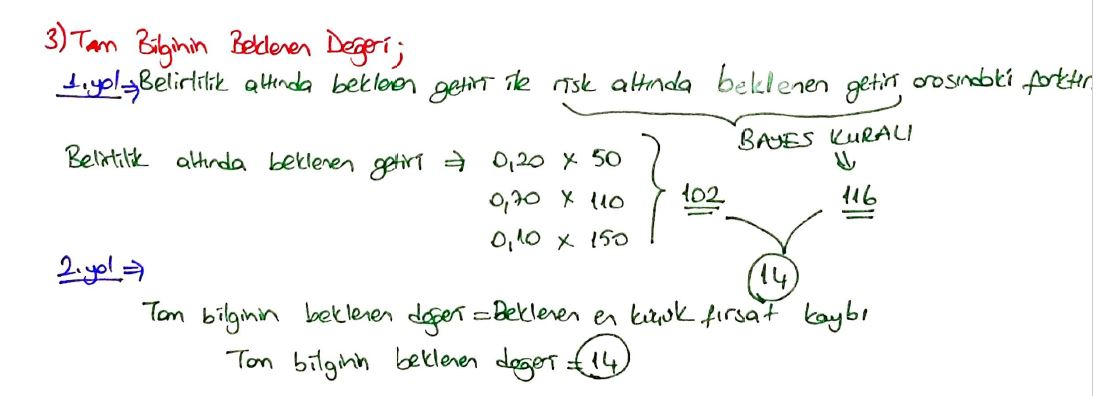 3) Tam Bilginin Beklenen Değeri;
1.yol ⇒ Belirtilik altında beklenen getiri ile risk altında beklenen getiri arasındaki farktır
BAYES KURALI
⇓
Belirtilik altında beklenen getiri ⇒ 0,20 x 50
0,70 x 110
0,10 x 150
102
116
14
2.yol ⇒
Tam bilginin beklenen değeri = Beklenen en küçük fırsat kaybı
Tam bilginin beklenen değeri = 14